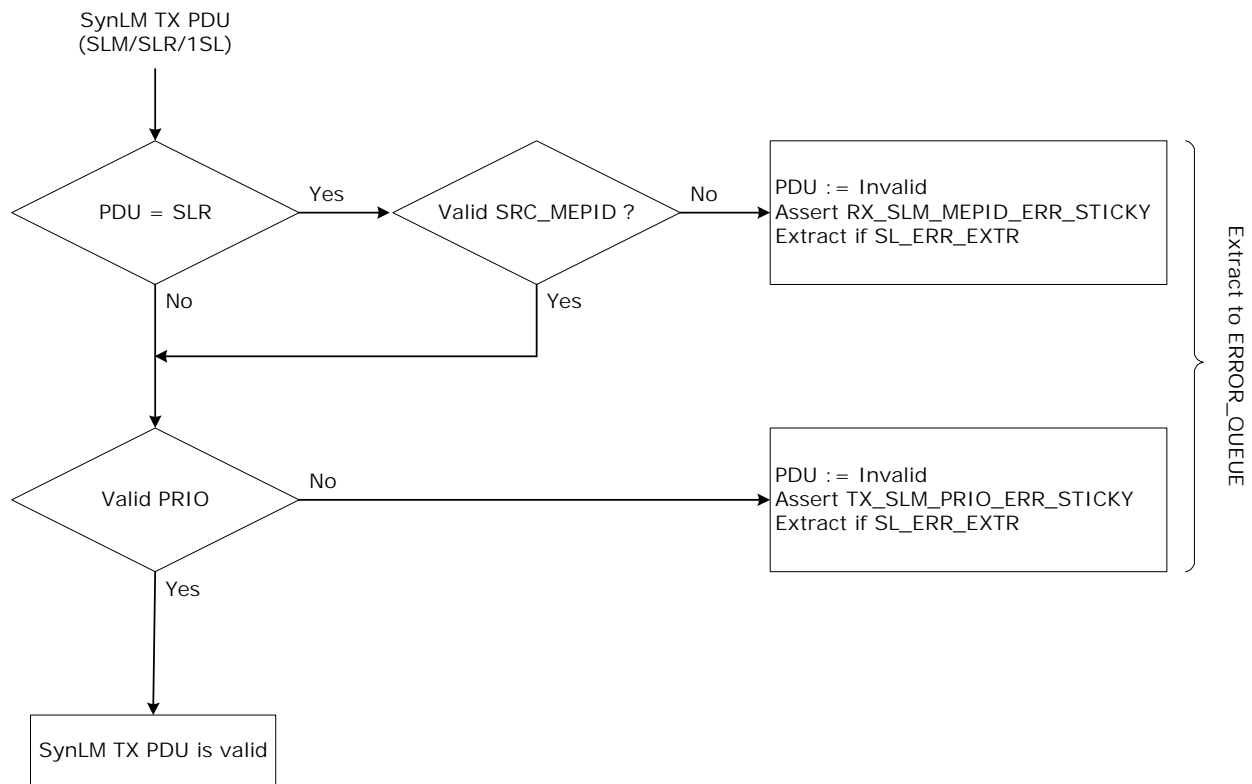 SynLM TX PDU
(SLM/SLR/1SL)
PDU = SLR
Yes
Valid SRC_MEPID ?
No
PDU := Invalid
Assert RX_SLM_MEPID_ERR_STICKY
Extract if SL_ERR_EXTR
No
Yes
Extract to ERROR_QUEUE
Valid PRIO
No
PDU := Invalid
Assert TX_SLM_PRIO_ERR_STICKY
Extract if SL_ERR_EXTR
Yes
SynLM TX PDU is valid